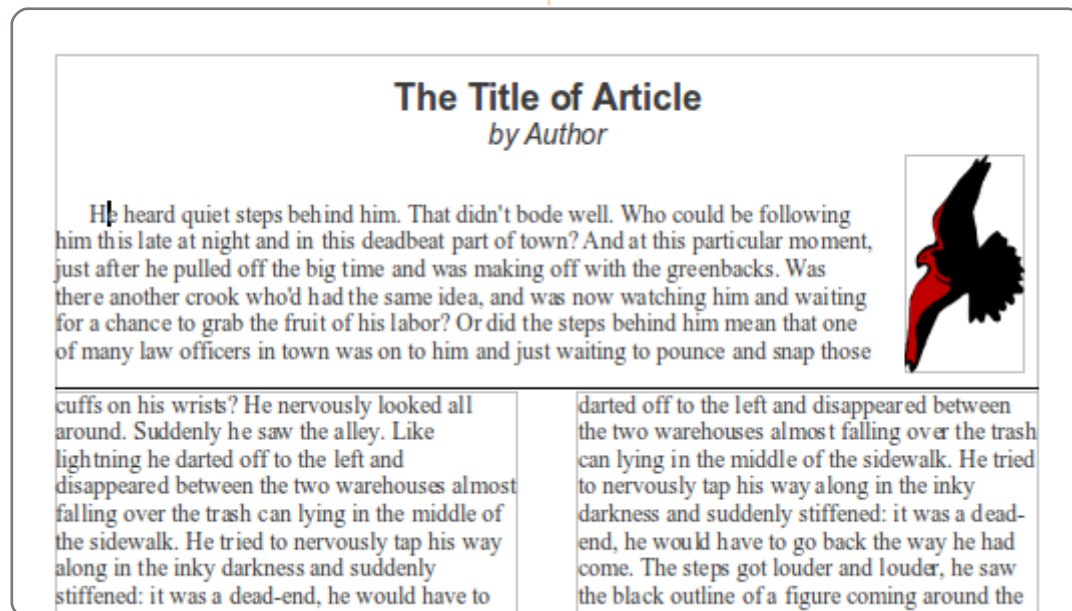 The Title of Article
by Author
He heard quiet steps behind him. That didn't bode well. Who could be following
him this late at night and in this deadbeat part of town? And at this particular moment,
just after he pulled off the big time and was making off with the greenbacks. Was
there another crook who'd had the same idea, and was now watching him and waiting
for a chance to grab the fruit of his labor? Or did the steps behind him mean that one
of many law officers in town was on to him and just waiting to pounce and snap those
cuffs on his wrists? He nervously looked all
around. Suddenly he saw the alley. Like
lightning he darted off to the left and
disappeared between the two warehouses almost
falling over the trash can lying in the middle of
the sidewalk. He tried to nervously tap his way
along in the inky darkness and suddenly
stiffened: it was a dead-end, he would have to
darted off to the left and disappeared between
the two warehouses almost falling over the trash
can lying in the middle of the sidewalk. He tried
to nervously tap his way along in the inky
darkness and suddenly stiffened: it was a dead-
end, he would have to go back the way he had
come. The steps got louder and louder, he saw
the black outline of a figure coming around the